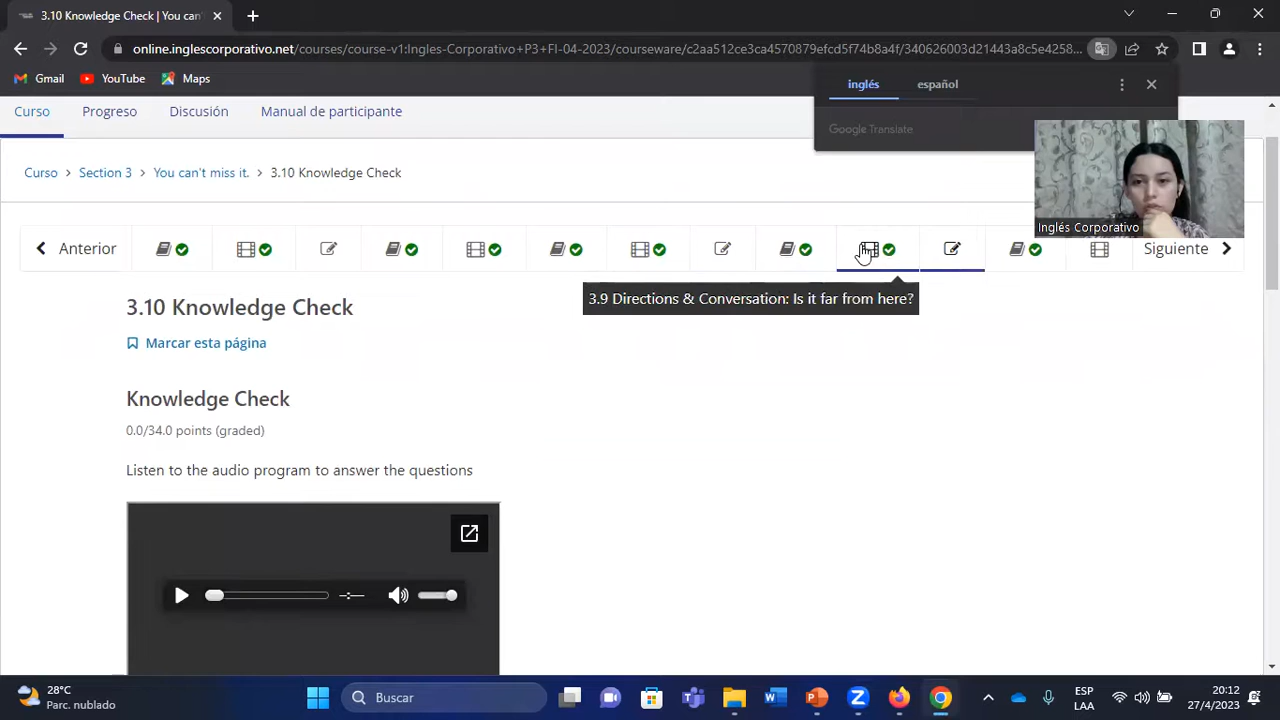 3.10 Knowledge Check | You can'
online.inglescorporativo.net/courses/course-v1:Ingles-Corporativo+P3+FI-04-2023/courseware/c2aa512ce3ca4570879efcd5f74b8a4f/340626003d21443a8c5e4258...
Gmail YouTube Maps
inglés español
Google Translate
Curso Progreso Discusión Manual de participante
Inglés Corporativo
Curso > Section 3 > You can't miss it. > 3.10 Knowledge Check
Anterior Siguiente
3.9 Directions & Conversation: Is it far from here?
3.10 Knowledge Check
Marcar esta página
Knowledge Check
0.0/34.0 points (graded)
Listen to the audio program to answer the questions
28°C
Parc. nublado
Buscar
ESP
LAA
20:12
27/4/2023